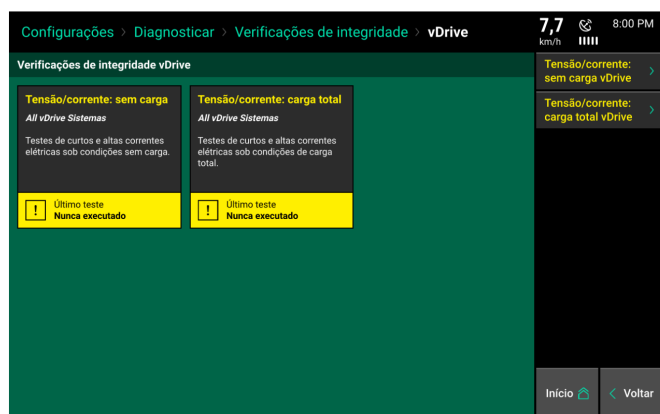 Configurações > Diagnosticar > Verificações de integridade > vDrive
7,7
km/h
8:00 PM
Verificações de integridade vDrive
Tensão/corrente: sem carga
All vDrive Sistemas
Testes de curtos e altas correntes
elétricas sob condições sem carga.
! Último teste
Nunca executado
Tensão/corrente: carga total
All vDrive Sistemas
Testes de curtos e altas correntes
elétricas sob condições de carga
total.
! Último teste
Nunca executado
Tensão/corrente:
sem carga vDrive
Tensão/corrente:
carga total vDrive
Início
< Voltar